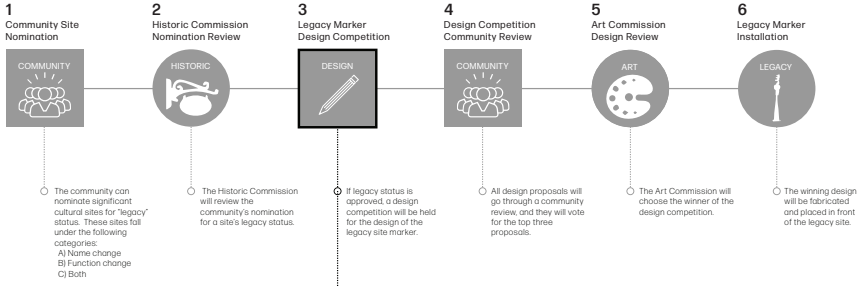 1
Community Site
Nomination
COMMUNITY
The community can
nominate significant
cultural sites for "legacy"
status. These sites fall
under the following
categories:
A) Name change
B) Function change
C) Both
2
Historic Commission
Nomination Review
HISTORIC
The Historic Commission
will review the
community's nomination
for a site's legacy status.
3
Legacy Marker
Design Competition
DESIGN
If legacy status is
approved, a design
competition will be held
for the design of the
legacy site marker.
4
Design Competition
Community Review
COMMUNITY
All design proposals will
go through a community
review, and they will vote
for the top three
proposals.
5
Art Commission
Design Review
ART
The Art Commission will
choose the winner of the
design competition.
6
Legacy Marker
Installation
LEGACY
The winning design
will be fabricated
and placed in front
of the legacy site.